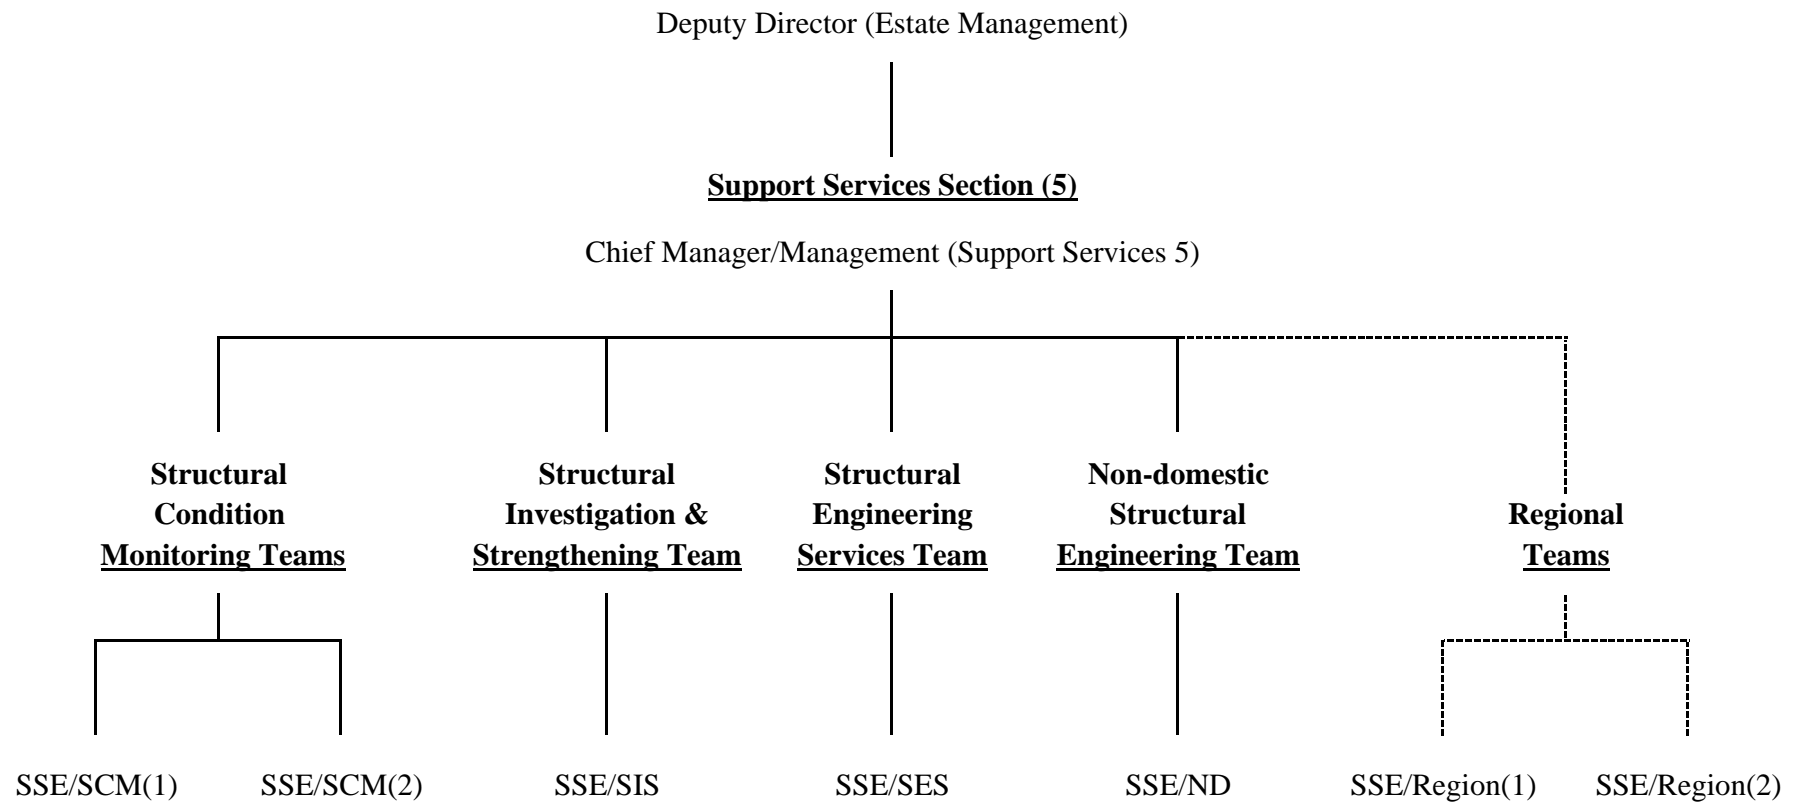 Deputy Director (Estate Management)
Support Services Section (5)
Chief Manager/Management (Support Services 5)
Structural
Condition
Monitoring Teams
Structural
Investigation &
Strengthening Team
Structural
Engineering
Services Team
Non-domestic
Structural
Engineering Team
Regional
Teams
SSE/SCM(1)
SSE/SCM(2)
SSE/SIS
SSE/SES
SSE/ND
SSE/Region(1)
SSE/Region(2)